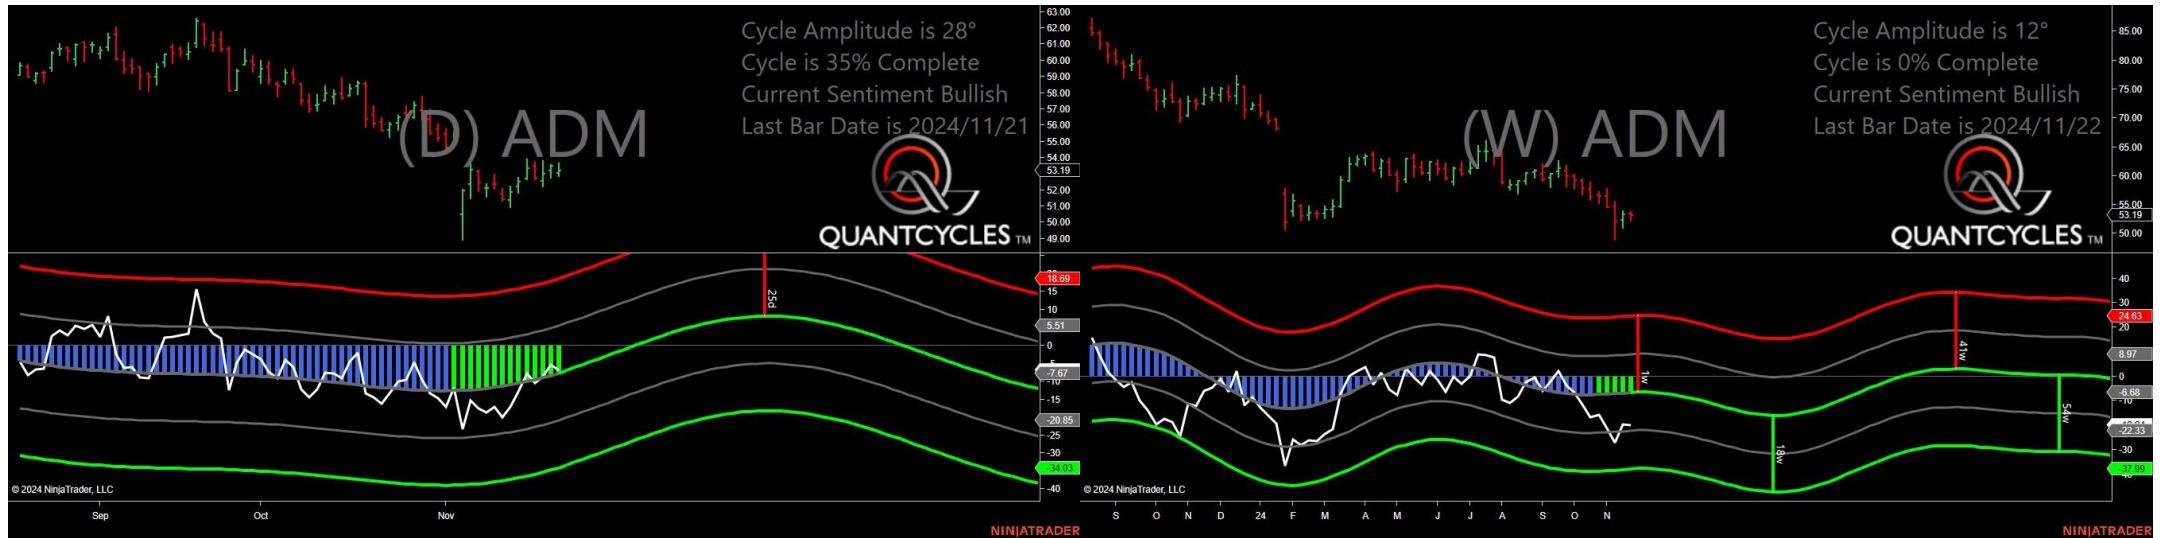 Cycle Amplitude is 28°
Cycle is 35% Complete
Current Sentiment Bullish
Last Bar Date is 2024/11/21
(D) ADM
QUANTCYCLES TM
63.00
62.00
61.00
60.00
59.00
58.00
57.00
56.00
55.00
54.00
53.19
52.00
51.00
50.00
49.00
25d
18.69
15
10
5.51
0
-7.67
-10
-15
-20.85
-25
-30
-34.03
-40
© 2024 NinjaTrader, LLC
Sep
Oct
Nov
NINJATRADER
Cycle Amplitude is 12°
Cycle is 0% Complete
Current Sentiment Bullish
Last Bar Date is 2024/11/22
(W) ADM
QUANTCYCLES TM
85.00
80.00
75.00
70.00
65.00
60.00
55.00
53.19
50.00
1w
18w
41w
54w
40
30
24.63
20
8.97
0
-6.68
-10
-22.33
-30
-37.99
© 2024 NinjaTrader, LLC
S O N D 24 F M A M J J A S O N
NINJATRADER